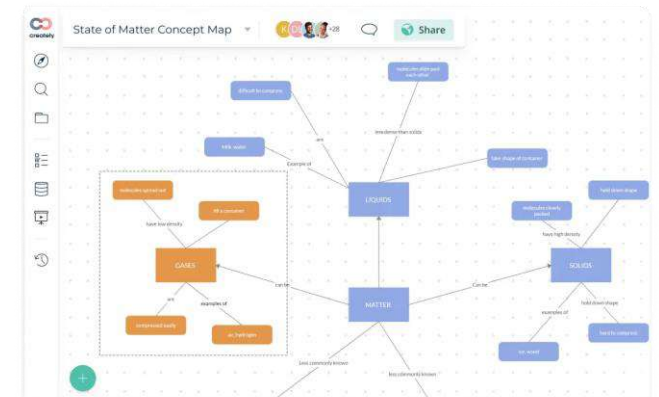 creately
State of Matter Concept Map
K
+28
Share
molecules slide past
each other
difficult to compress
are
less dense than solids
milk, water
Example of
take shape of container
molecules spread out
hold down shape
LIQUIDS
fill a container
molecules closely
packed
have low density
have high density
GASES
SOLIDS
can be
Can be
are
examples of
MATTER
hold down shape
examples of
compressed easily
air, hydrogen
hard to compress
ice, wood
Less commonly known
less commonly known